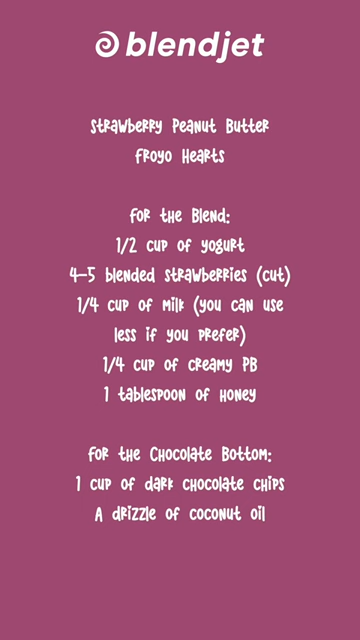 blendjet
Strawberry Peanut Butter
Froyo Hearts
For the Blend:
1/2 cup of yogurt
4-5 blended strawberries (cut)
1/4 cup of milk (you can use
less if you prefer)
1/4 cup of creamy PB
1 tablespoon of honey
For the Chocolate Bottom:
1 cup of dark chocolate chips
A drizzle of coconut oil